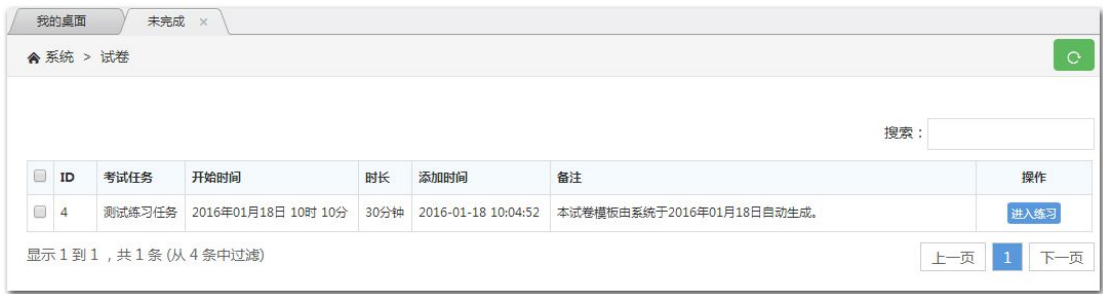 我的桌面 未完成 ×
系统 > 试卷
搜索：
ID 考试任务 开始时间 时长 添加时间 备注 操作
4 测试练习任务 2016年01月18日 10时 10分 30分钟 2016-01-18 10:04:52 本试卷模板由系统于2016年01月18日自动生成。 进入练习
显示 1 到 1 ，共 1 条 (从 4 条中过滤) 上一页 1 下一页